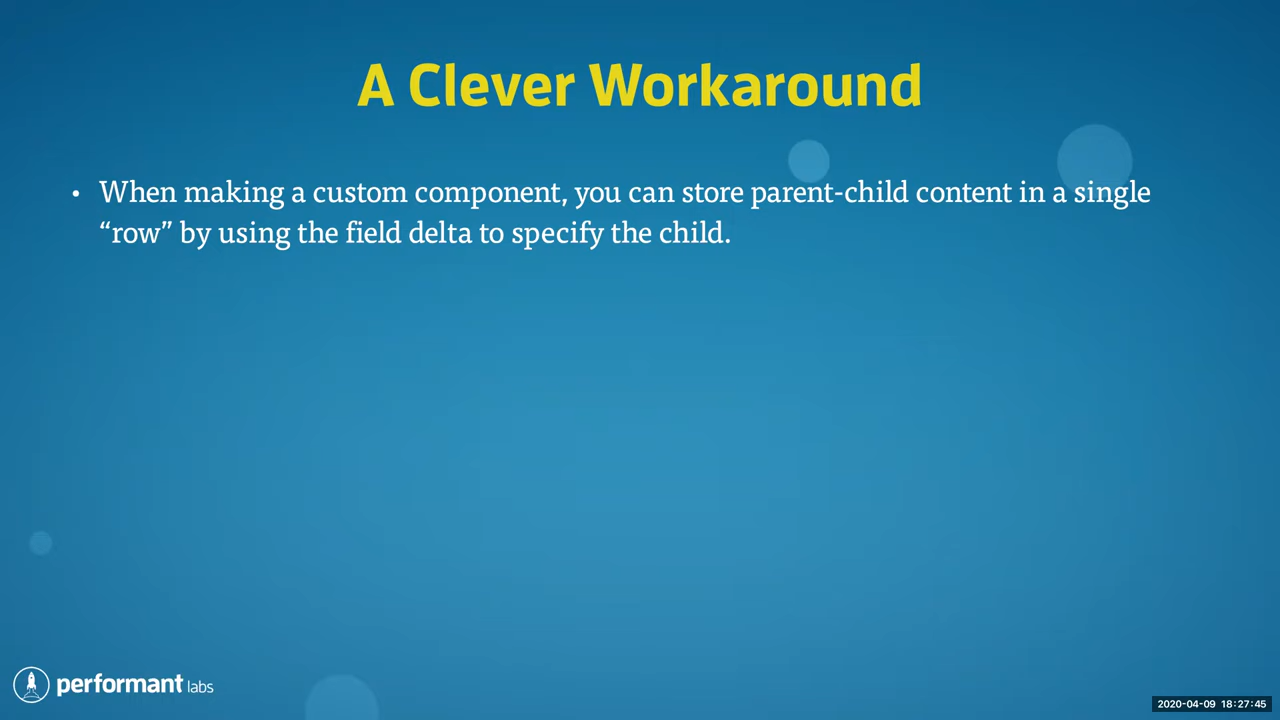 A Clever Workaround
• When making a custom component, you can store parent-child content in a single
“row” by using the field delta to specify the child.
performant labs
2020-04-09 18:27:45